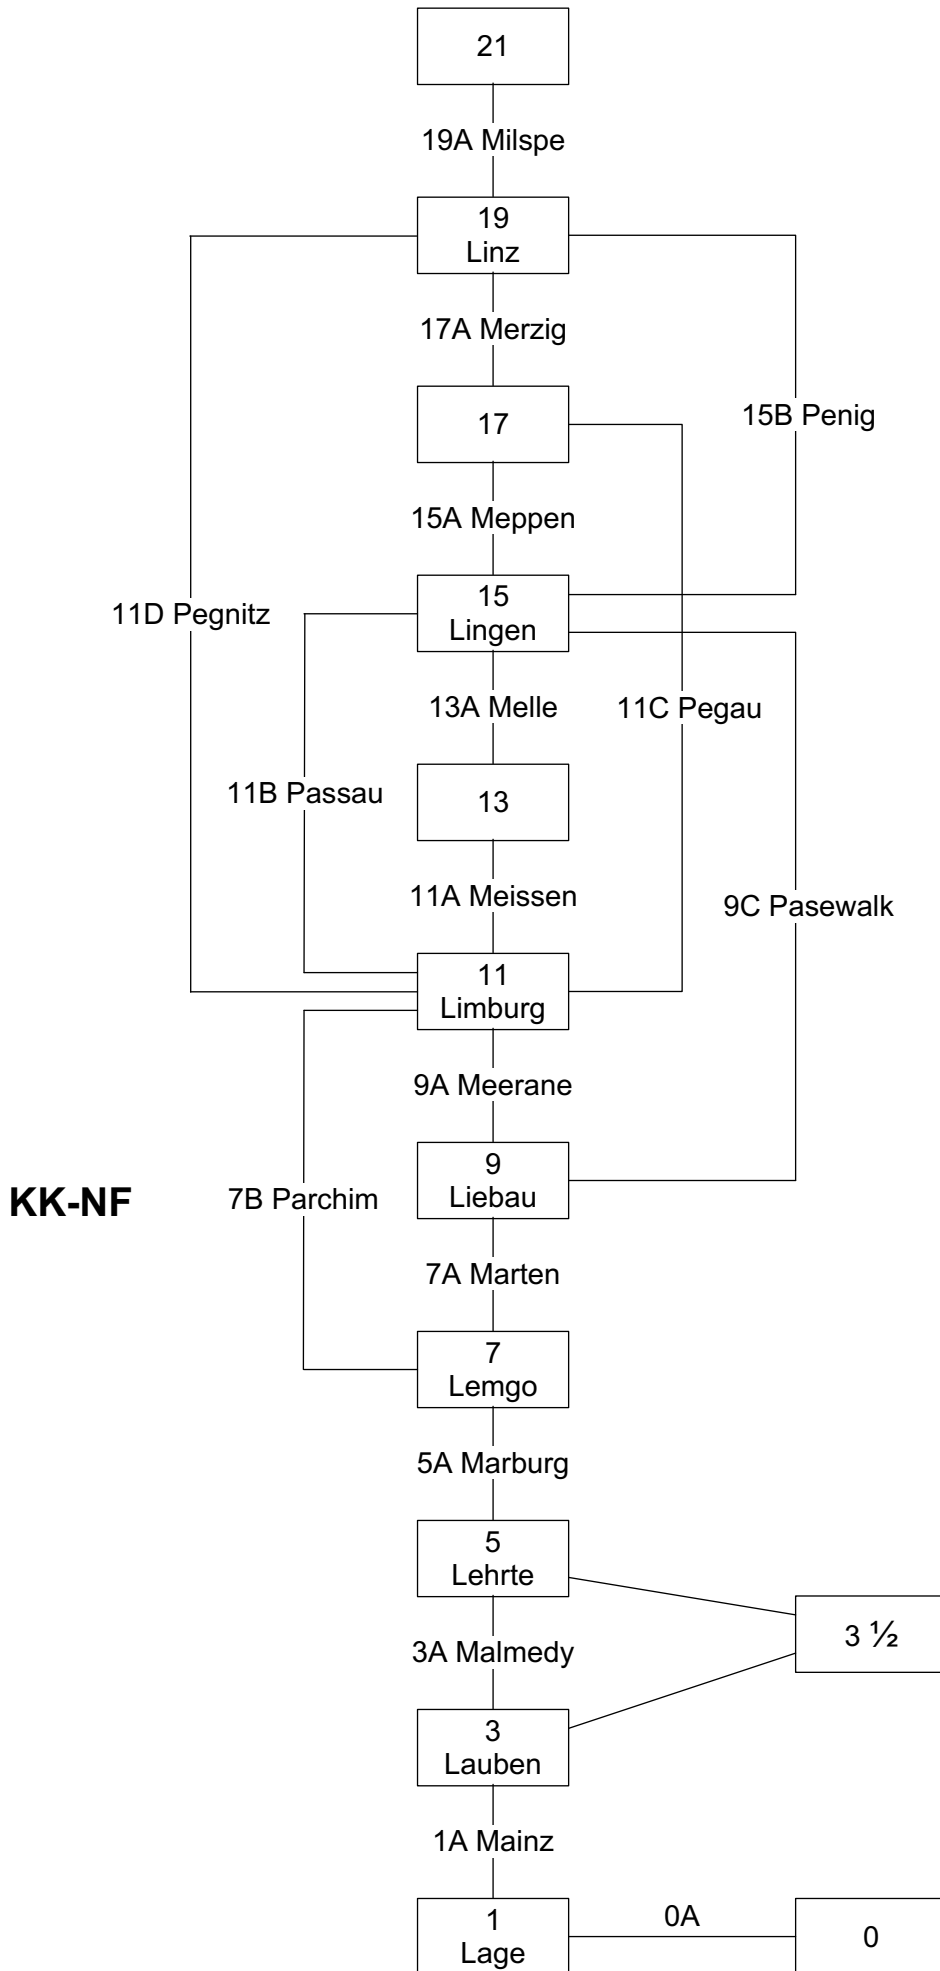 21
19A Milspe
19
Linz
17A Merzig
17
15B Penig
15A Meppen
15
Lingen
11D Pegnitz
13A Melle
11C Pegau
11B Passau
13
11A Meissen
9C Pasewalk
11
Limburg
9A Meerane
9
Liebau
KK-NF
7B Parchim
7A Marten
7
Lemgo
5A Marburg
5
Lehrte
3 ½
3A Malmedy
3
Lauben
1A Mainz
1
Lage
0A
0